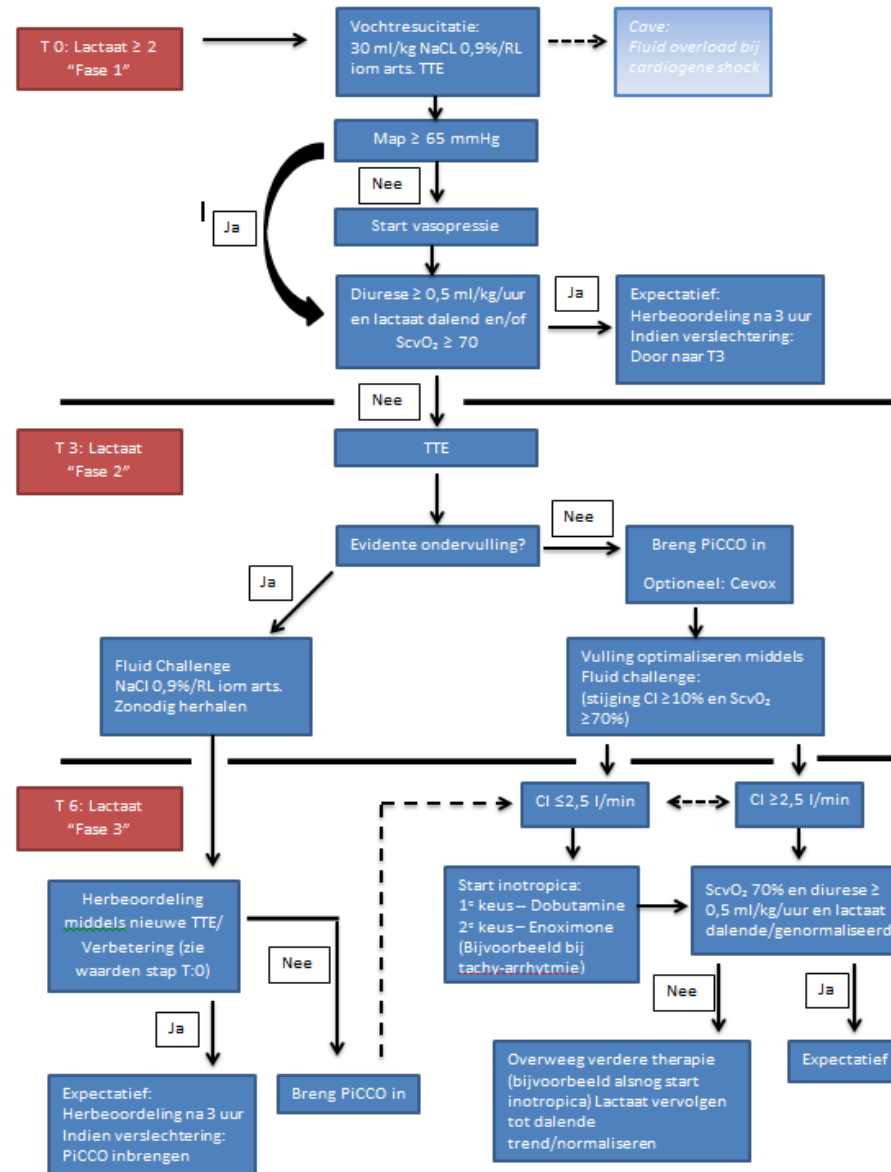 T 0: Lactaat ≥ 2
"Fase 1"
Vochtresucitatie:
30 ml/kg NaCL 0,9%/RL
iom arts. TTE
Cave:
Fluid overload bij
cardiogene shock
Map ≥ 65 mmHg
Nee
I
Ja
Start vasopressie
Diurese ≥ 0,5 ml/kg/uur
en lactaat dalend en/of
ScvO₂ ≥ 70
Ja
Expectatief:
Herbeoordeling na 3 uur
Indien verslechtering:
Door naar T3
Nee
T 3: Lactaat
"Fase 2"
TTE
Evidente ondervulling?
Nee
Breng PiCCO in
Optioneel: Cevox
Ja
Fluid Challenge
NaCl 0,9%/RL iom arts.
Zonodig herhalen
Vulling optimaliseren middels
Fluid challenge:
(stijging CI ≥10% en ScvO₂
≥70%)
T 6: Lactaat
"Fase 3"
CI ≤2,5 l/min
CI ≥2,5 l/min
Herbeoordeling
middels nieuwe TTE/
Verbetering (zie
waarden stap T:0)
Nee
Start inotropica:
1ᵉ keus – Dobutamine
2ᵉ keus – Enoximone
(Bijvoorbeeld bij
tachy-arrhytmie)
ScvO₂ 70% en diurese ≥
0,5 ml/kg/uur en lactaat
dalende/genormaliseerd
Nee
Ja
Ja
Expectatief:
Herbeoordeling na 3 uur
Indien verslechtering:
PiCCO inbrengen
Breng PiCCO in
Overweeg verdere therapie
(bijvoorbeeld alsnog start
inotropica) Lactaat vervolgen
tot dalende
trend/normaliseren
Expectatief